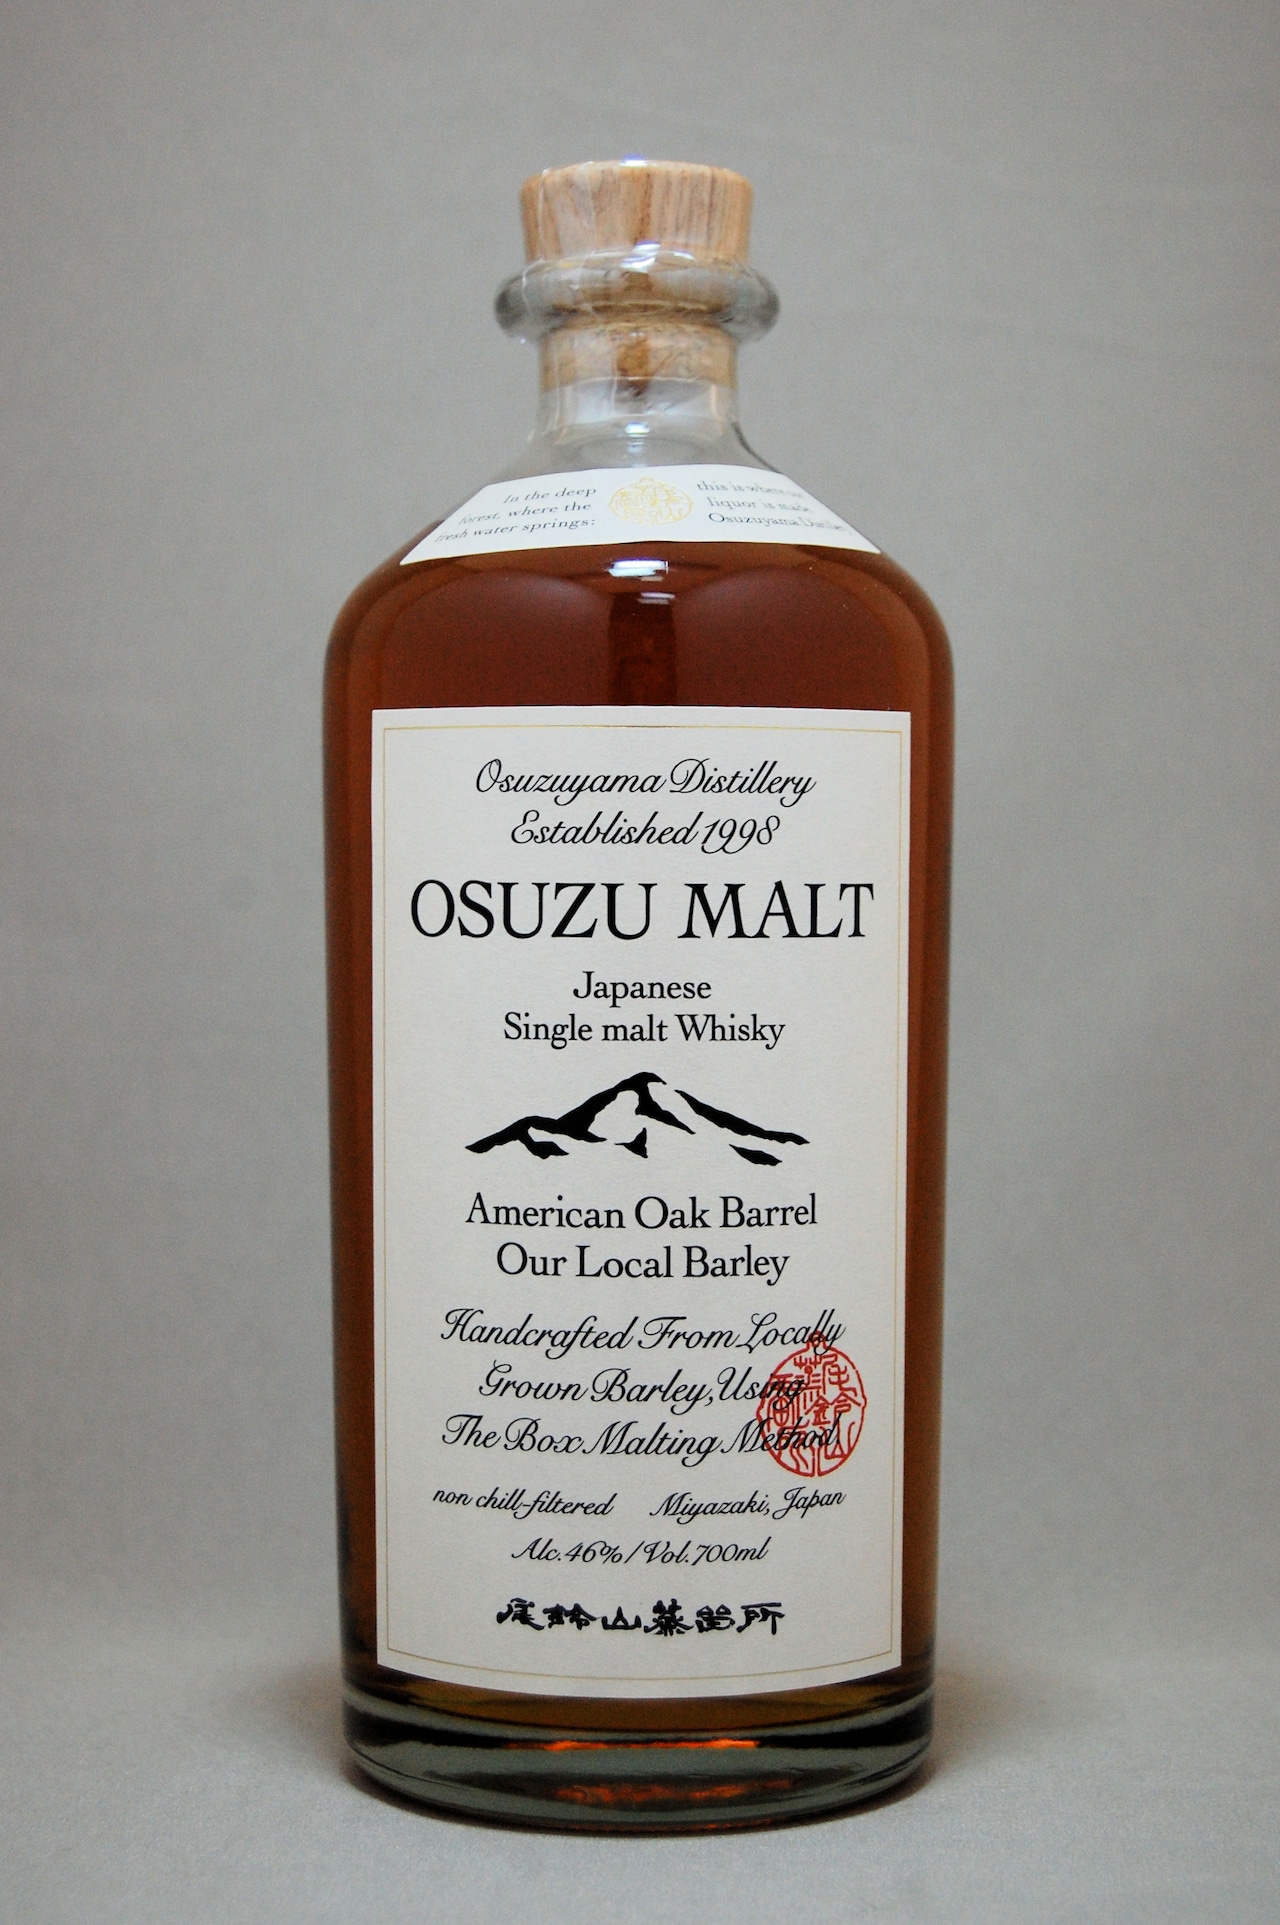 In the deep
forest, where the
fresh water springs:
this is where our
liquor is made.
Osuzuyama
Osuzuyama Distillery
Established 1998
OSUZU MALT
Japanese
Single malt Whisky
American Oak Barrel
Our Local Barley
Handcrafted From Locally
Grown Barley, Using
The Box Malting Method
non chill-filtered Miyazaki, Japan
Alc.46%/Vol.700ml
尾鈴山蒸留所